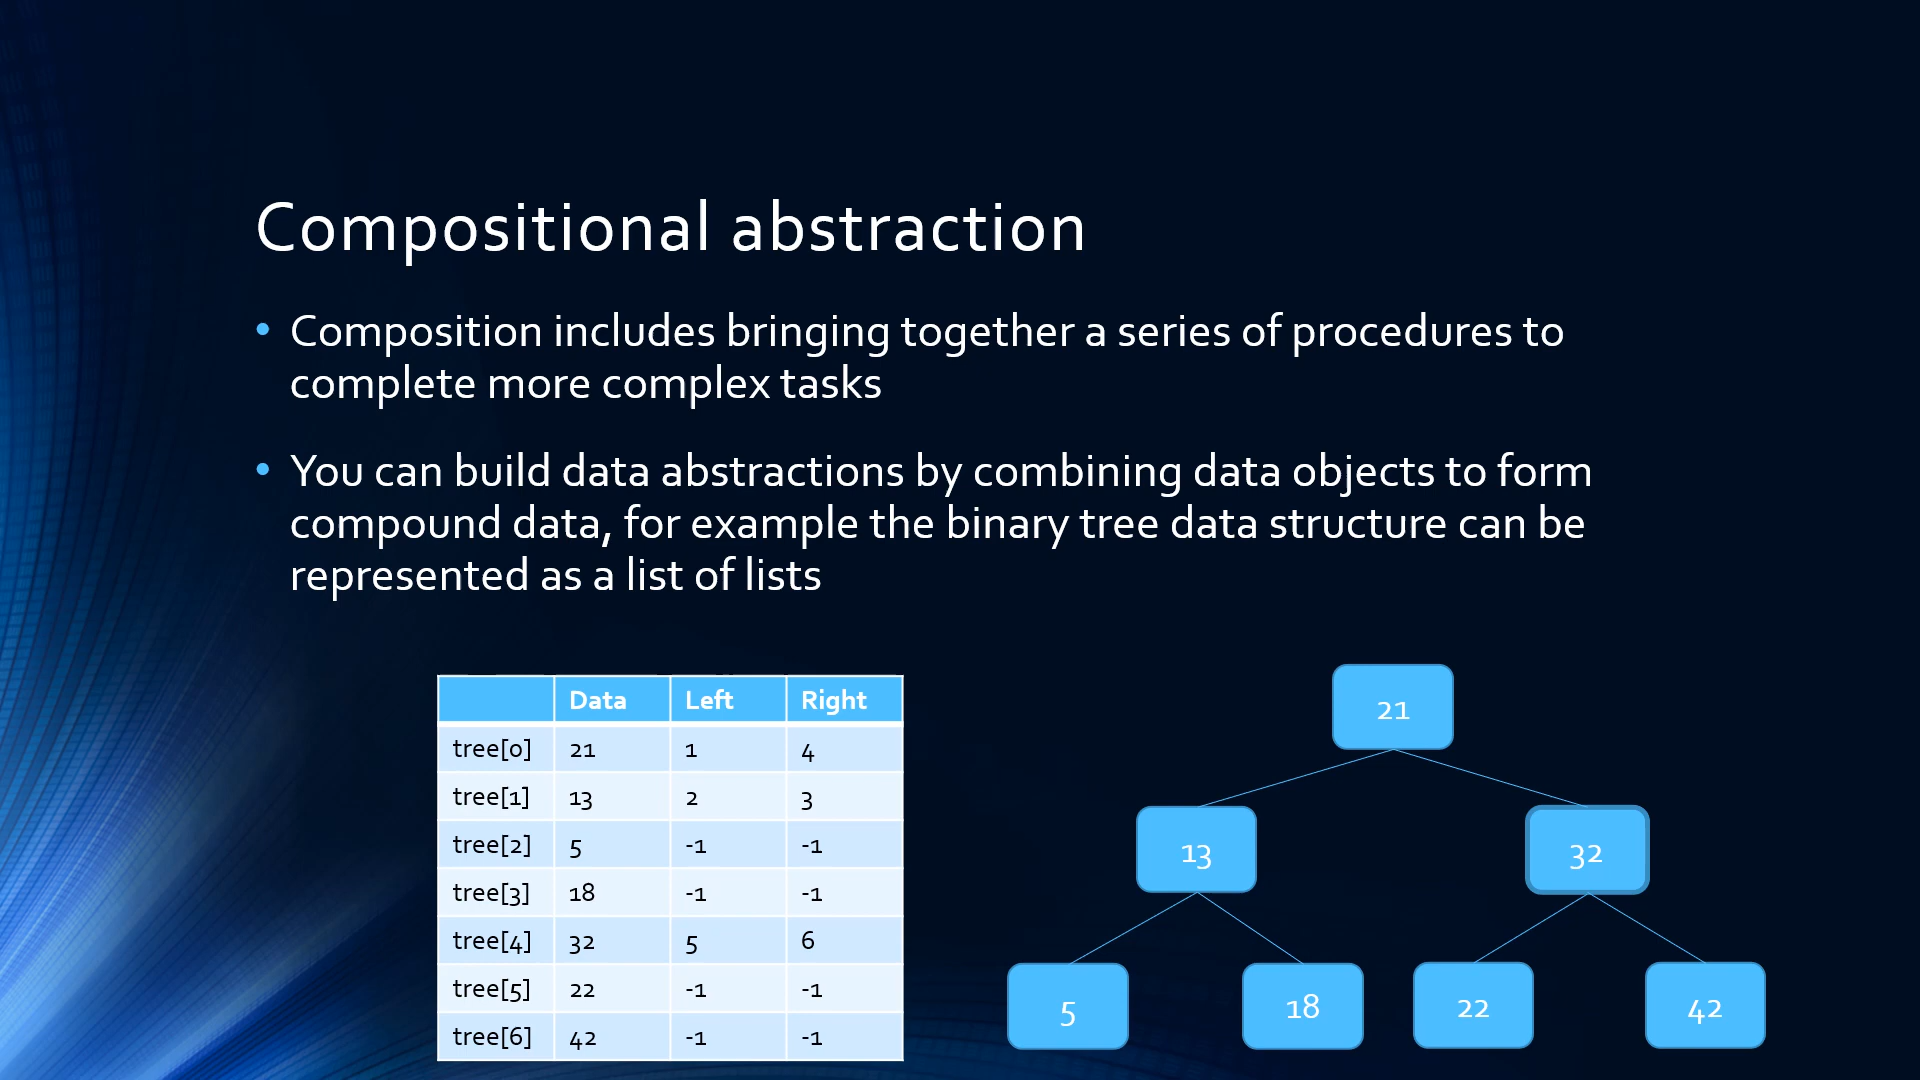 Compositional abstraction
• Composition includes bringing together a series of procedures to
complete more complex tasks
• You can build data abstractions by combining data objects to form
compound data, for example the binary tree data structure can be
represented as a list of lists
Data Left Right
tree[0] 21 1 4
tree[1] 13 2 3
tree[2] 5 -1 -1
tree[3] 18 -1 -1
tree[4] 32 5 6
tree[5] 22 -1 -1
tree[6] 42 -1 -1
21
13 32
5 18 22 42